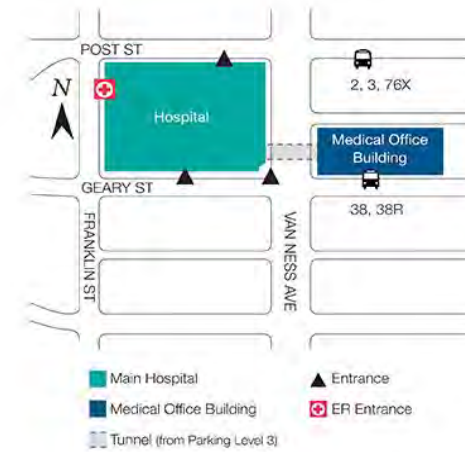 POST ST
N
2, 3, 76X
Hospital
Medical Office
Building
GEARY ST
38, 38R
FRANKLIN ST
VAN NESS AVE
Main Hospital
Entrance
Medical Office Building
ER Entrance
Tunnel (from Parking Level 3)